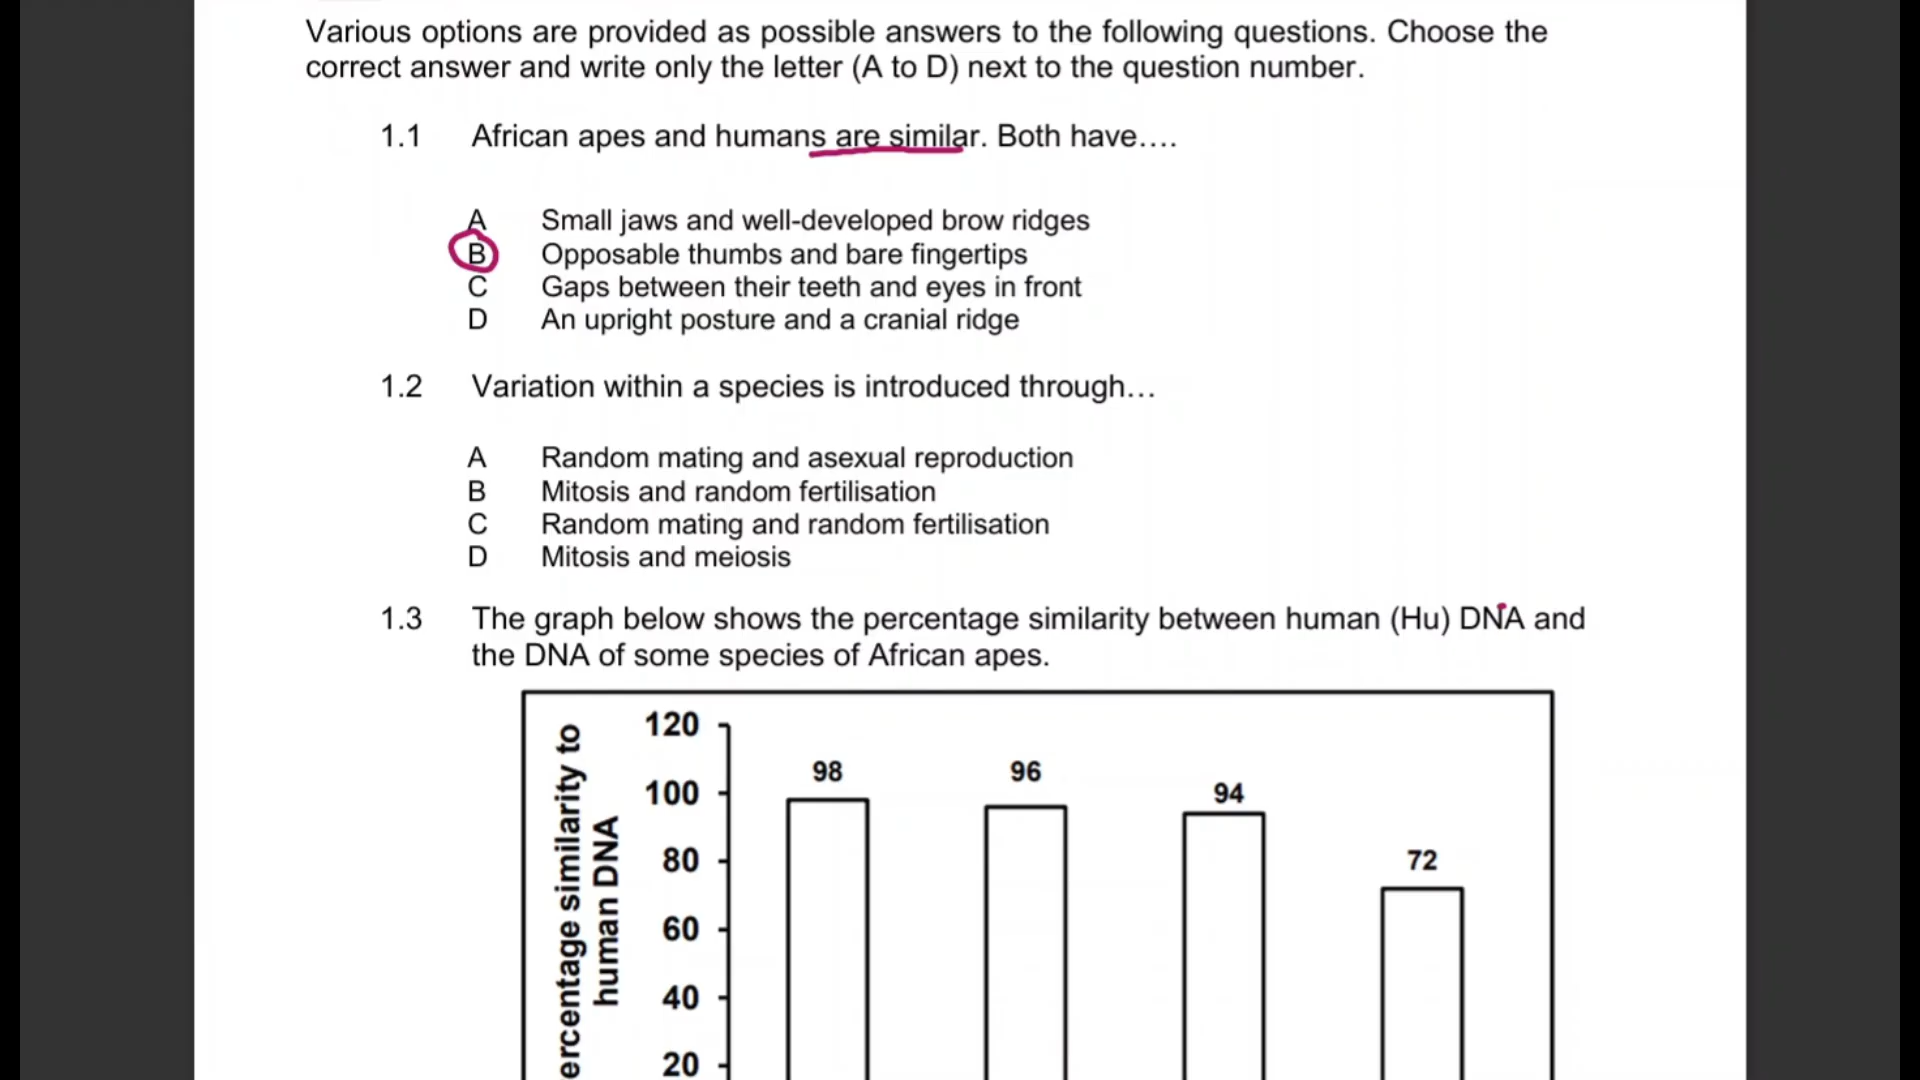 Various options are provided as possible answers to the following questions. Choose the
correct answer and write only the letter (A to D) next to the question number.
1.1 African apes and humans are similar. Both have....
A Small jaws and well-developed brow ridges
B Opposable thumbs and bare fingertips
C Gaps between their teeth and eyes in front
D An upright posture and a cranial ridge
1.2 Variation within a species is introduced through...
A Random mating and asexual reproduction
B Mitosis and random fertilisation
C Random mating and random fertilisation
D Mitosis and meiosis
1.3 The graph below shows the percentage similarity between human (Hu) DNA and
the DNA of some species of African apes.
ercentage similarity to
human DNA
120
100
80
60
40
20
98
96
94
72